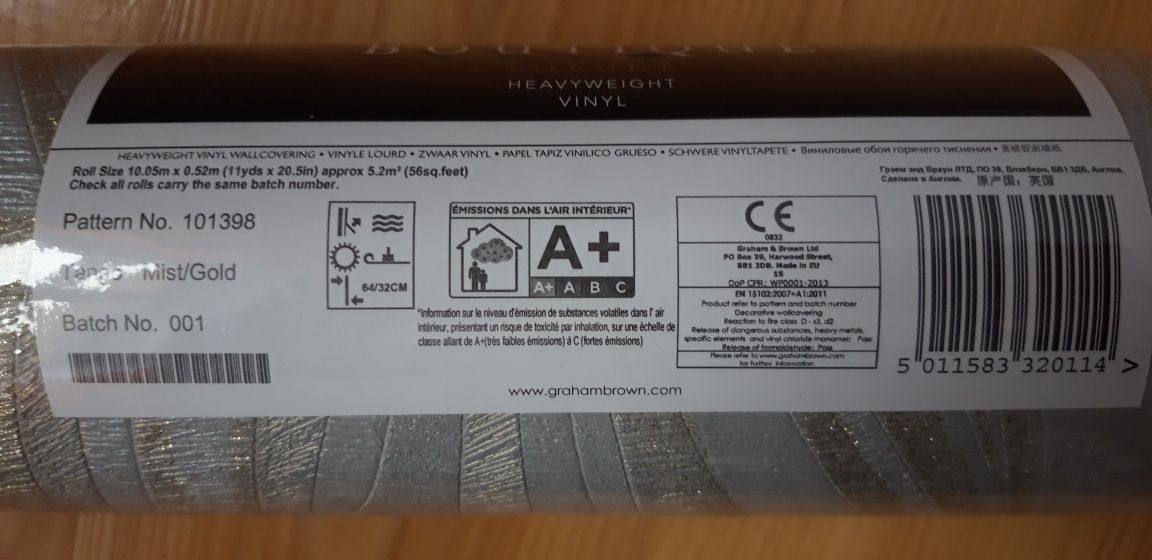 BOUTIQUE
LUXURY
HEAVYWEIGHT
VINYL
HEAVYWEIGHT VINYL WALLCOVERING • VINYLE LOURD • ZWAAR VINYL • PAPEL TAPIZ VINILICO GRUESO • SCHWERE VINYLTAPETE • Виниловые обои горячего тиснения •
Roll Size 10.05m x 0.52m (11yds x 20.5in) approx 5.2m² (56sq.feet)
Check all rolls carry the same batch number.
Грэем энд Браун ЛТД, ПО 39, Блэкберн, ББ1 3ДБ, Англия.
Сделано в Англии. 原产国：英国
Pattern No. 101398
Tango Mist/Gold
Batch No. 001
64/32CM
ÉMISSIONS DANS L'AIR INTÉRIEUR*
A+
A+ A B C
*Information sur le niveau d'émission de substances volatiles dans l' air
intérieur, présentant un risque de toxicité par inhalation, sur une échelle de
classe allant de A+(très faibles émissions) à C (fortes émissions)
CE
0833
Graham & Brown Ltd
PO Box 39, Harwood Street,
BB1 3DB. Made in EU
15
DoP CPR: WP0001-2013
EN 15102:2007+A1:2011
Product refer to pattern and batch number
Decorative wallcovering
Reaction to fire class D - s3, d2
Release of dangerous substances, heavy metals,
specific elements and vinyl chloride monomer: Pass
Release of formaldehyde: Pass
Please refer to www.grahambrown.com
for further information
5 011583 320114 >
www.grahambrown.com